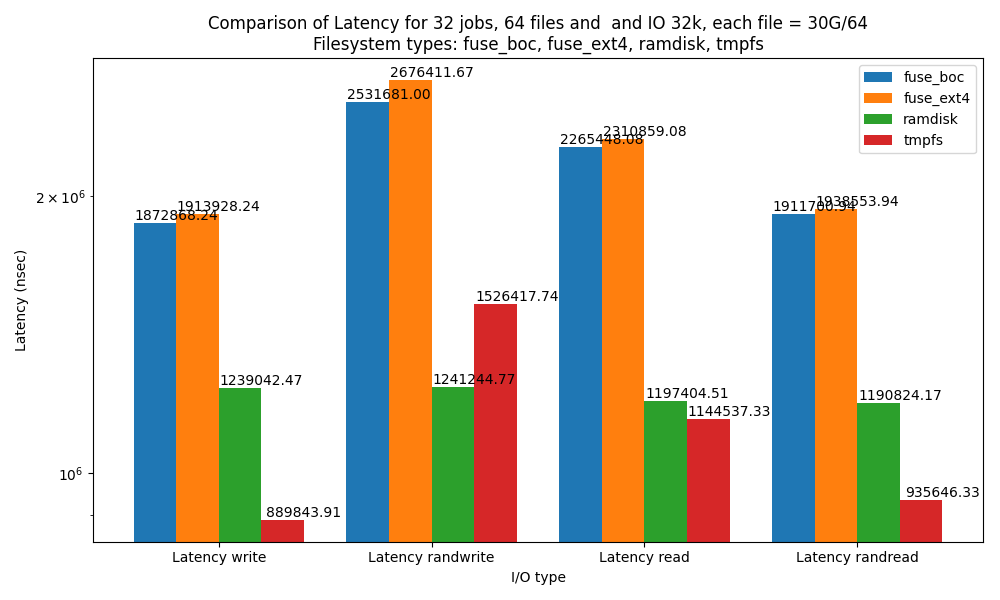 Comparison of Latency for 32 jobs, 64 files and  and IO 32k, each file = 30G/64
Filesystem types: fuse_boc, fuse_ext4, ramdisk, tmpfs
fuse_boc
fuse_ext4
ramdisk
tmpfs
Latency (nsec)
2 × 10⁶
10⁶
1872868.24
1913928.24
1239042.47
889843.91
2531681.00
2676411.67
1241244.77
1526417.74
2265448.08
2310859.08
1197404.51
1144537.33
1911700.94
1938553.94
1190824.17
935646.33
Latency write
Latency randwrite
Latency read
Latency randread
I/O type